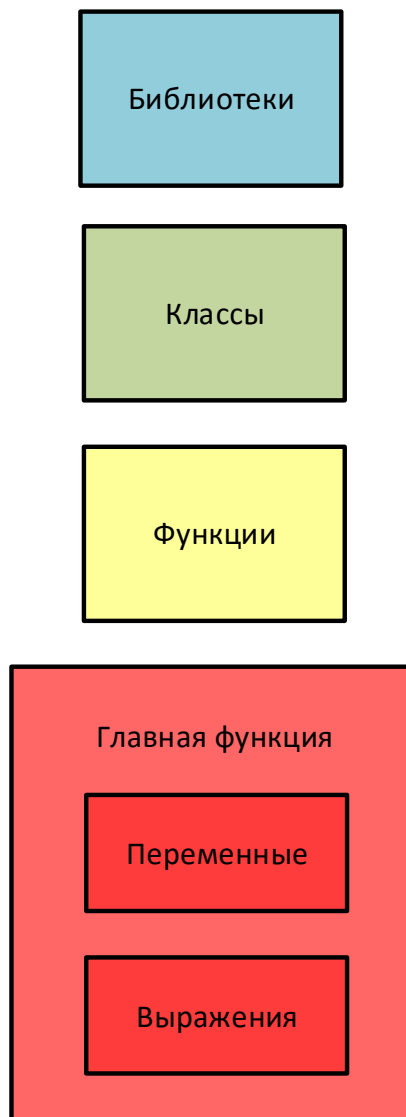 Библиотеки
Классы
Функции
Главная функция
Переменные
Выражения